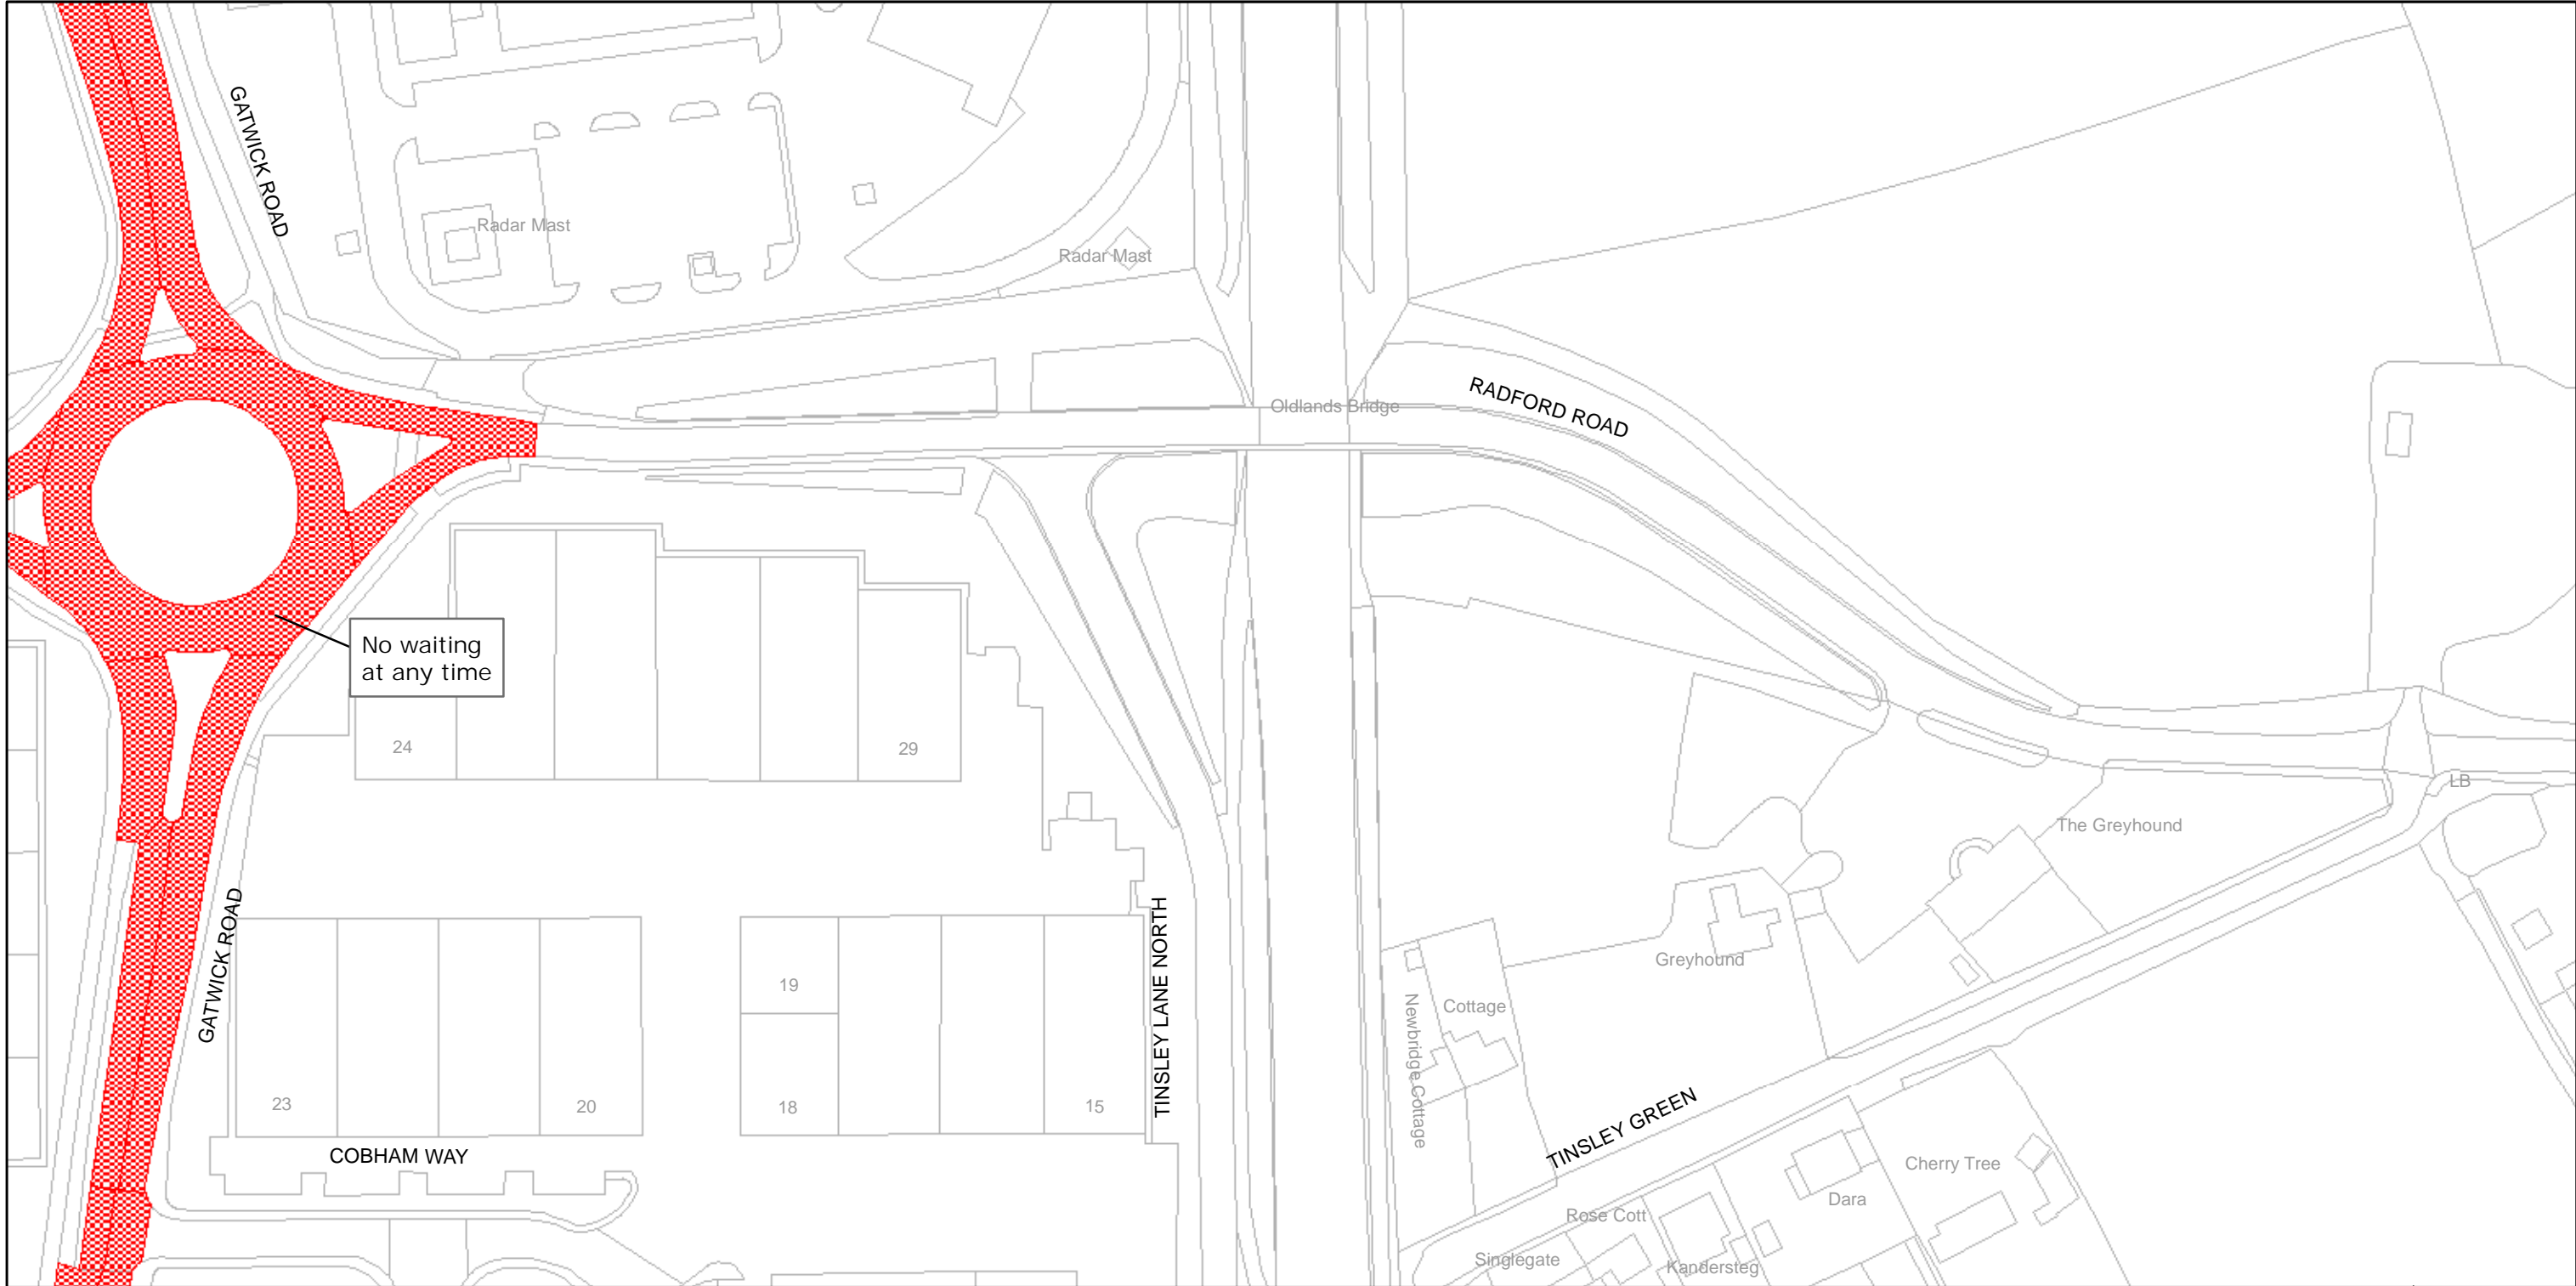 GATWICK ROAD
Radar Mast
Radar Mast
RADFORD ROAD
Oldlands Bridge
No waiting
at any time
24
29
LB
The Greyhound
GATWICK ROAD
TINSLEY LANE NORTH
Greyhound
19
Newbridge Cottage
Cottage
23
20
18
15
TINSLEY GREEN
COBHAM WAY
Cherry Tree
Dara
Rose Cott
Singlegate
Kandersteg